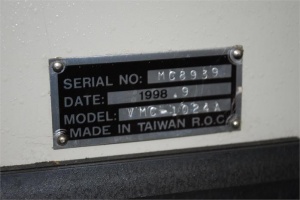 SERIAL NO: MC8939
DATE: 1998.9
MODEL: VMC-1024A
MADE IN TAIWAN R.O.C.